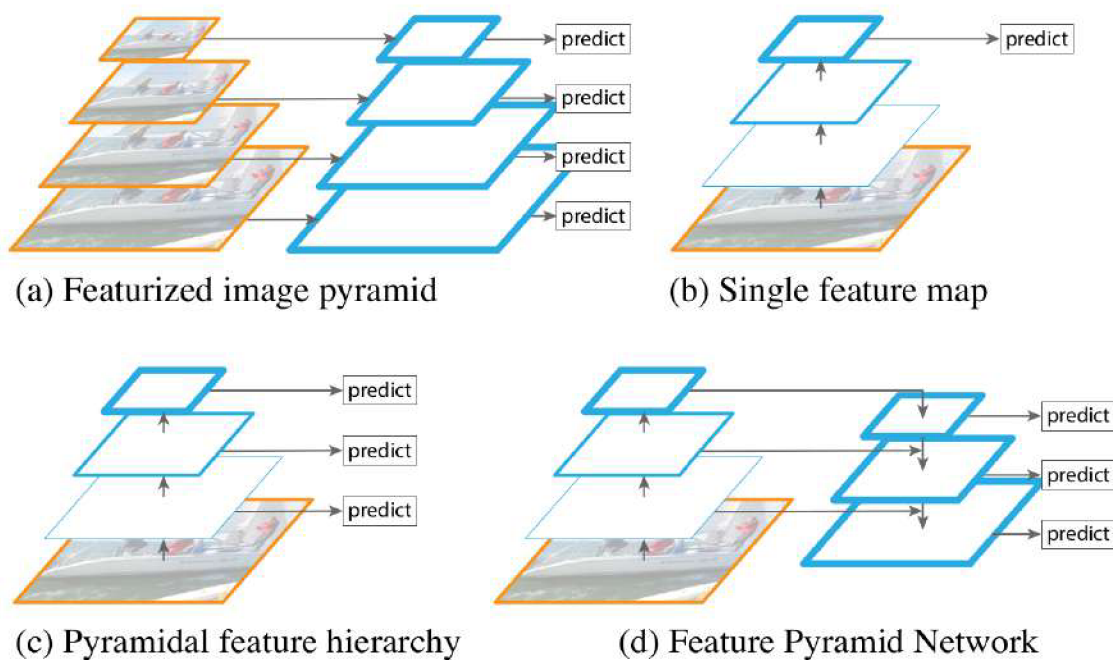 predict
predict
predict
predict
(a) Featurized image pyramid
predict
(b) Single feature map
predict
predict
predict
(c) Pyramidal feature hierarchy
predict
predict
predict
(d) Feature Pyramid Network